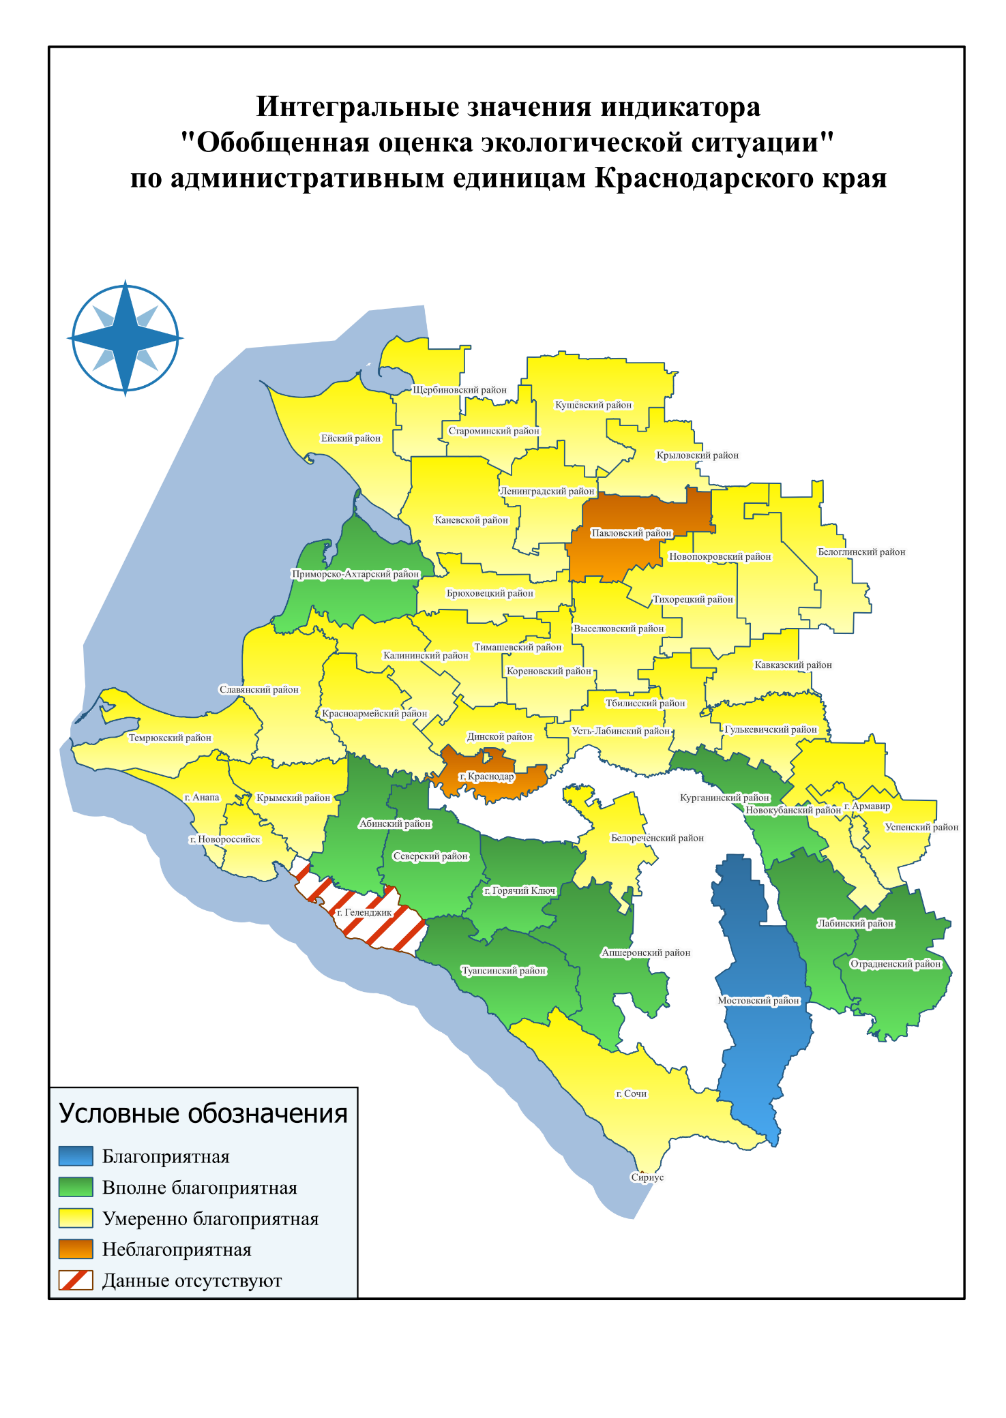 Интегральные значения индикатора
"Обобщенная оценка экологической ситуации"
по административным единицам Краснодарского края
Щербиновский район
Кущёвский район
Староминский район
Ейский район
Крыловский район
Ленинградский район
Каневской район
Павловский район
Белоглинский район
Новопокровский район
Приморско-Ахтарский район
Брюховецкий район
Тихорецкий район
Выселковский район
Тимашевский район
Калининский район
Кавказский район
Кореновский район
Славянский район
Тбилисский район
Красноармейский район
Гулькевичский район
Усть-Лабинский район
Динской район
Темрюкский район
г. Краснодар
Курганинский район
г. Анапа
Крымский район
г. Армавир
Новокубанский район
Абинский район
Успенский район
Белореченский район
г. Новороссийск
Северский район
г. Горячий Ключ
г. Геленджик
Лабинский район
Апшеронский район
Отрадненский район
Туапсинский район
Мостовский район
г. Сочи
Сириус
Условные обозначения
Благоприятная
Вполне благоприятная
Умеренно благоприятная
Неблагоприятная
Данные отсутствуют